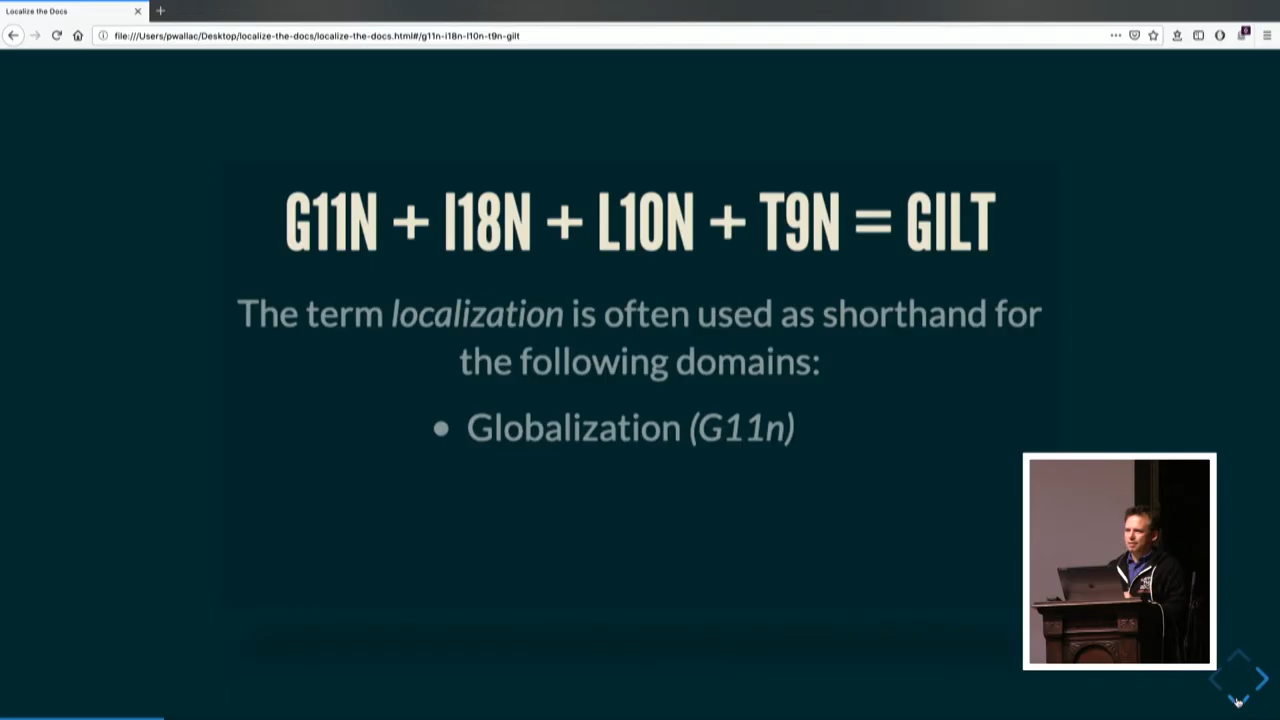 Localize the Docs
file:///Users/pwallac/Desktop/localize-the-docs/localize-the-docs.html#/g11n-i18n-l10n-t9n-gilt
G11N + I18N + L10N + T9N = GILT
The term localization is often used as shorthand for
the following domains:
• Globalization (G11n)